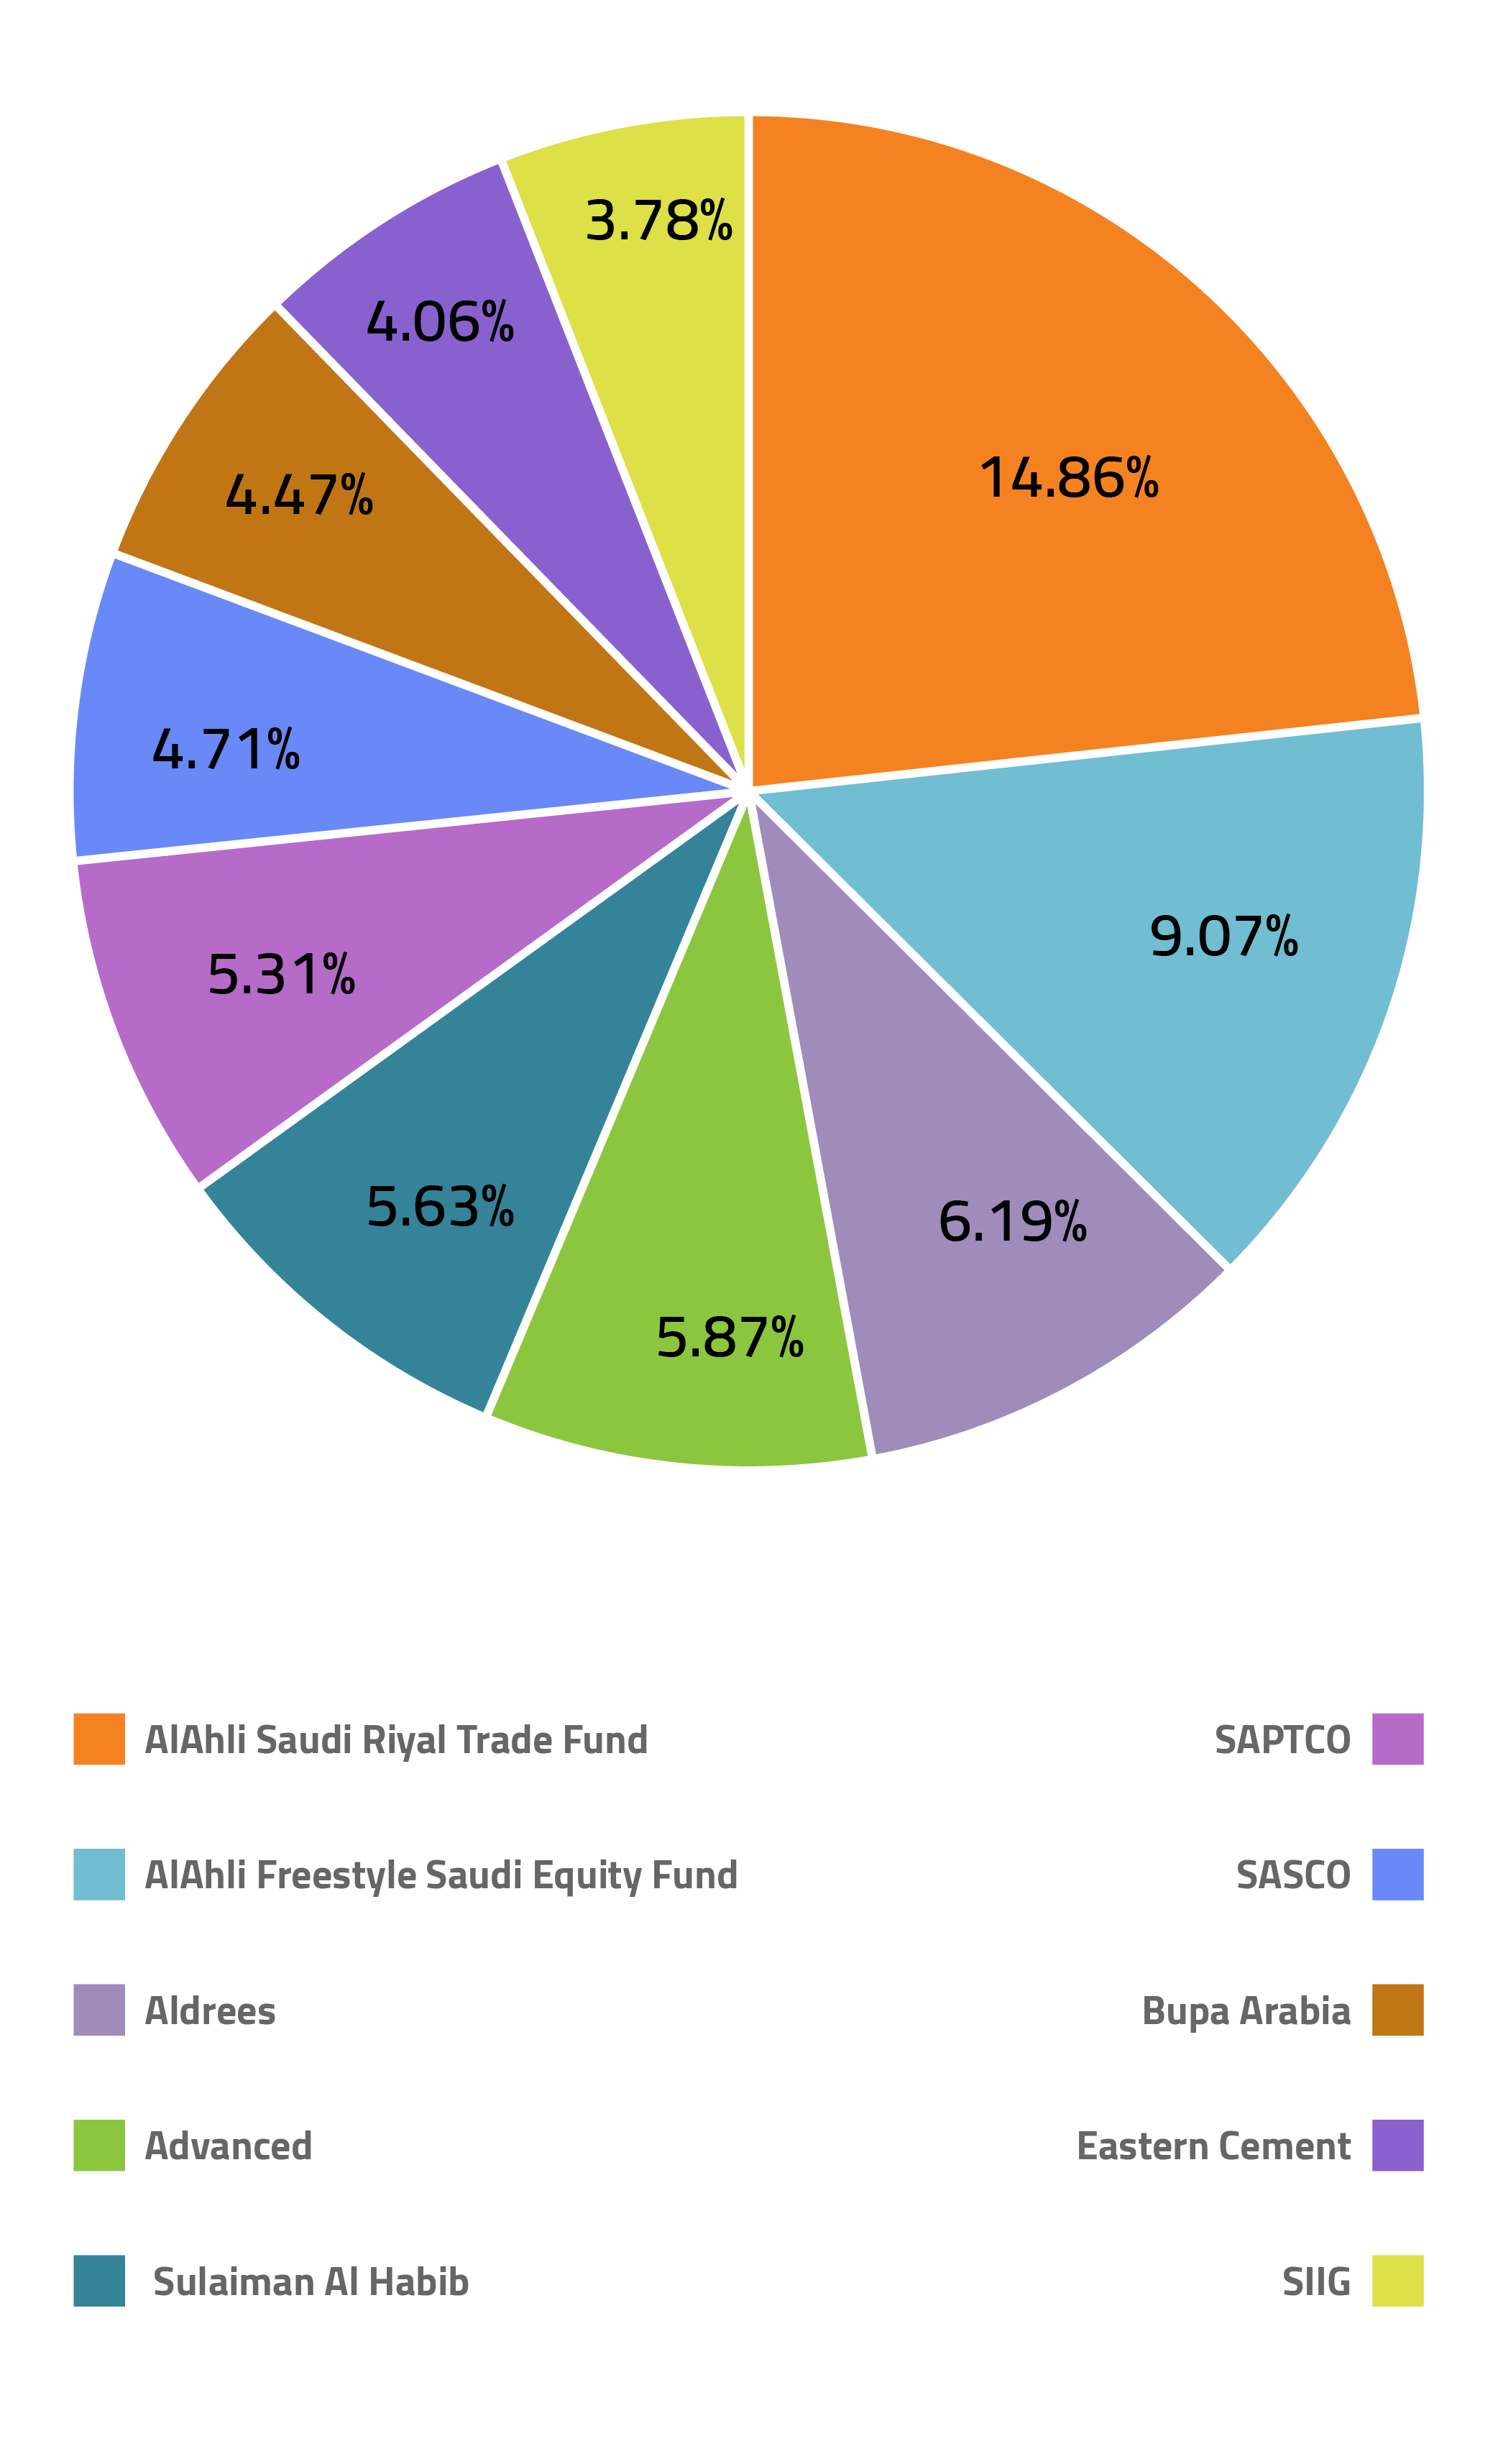 3.78%
14.86%
4.06%
4.47%
4.71%
9.07%
5.31%
5.63%
6.19%
5.87%
AlAhli Saudi Riyal Trade Fund
SAPTCO
AlAhli Freestyle Saudi Equity Fund
SASCO
Aldrees
Bupa Arabia
Advanced
Eastern Cement
Sulaiman Al Habib
SIIG